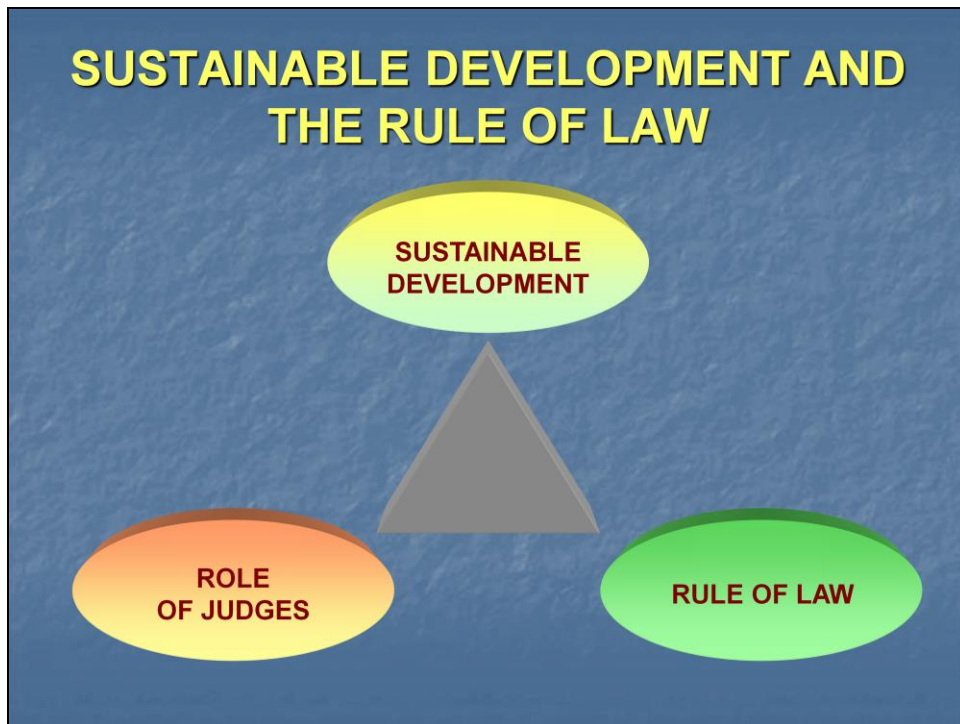 SUSTAINABLE DEVELOPMENT AND
THE RULE OF LAW
SUSTAINABLE
DEVELOPMENT
ROLE
OF JUDGES
RULE OF LAW